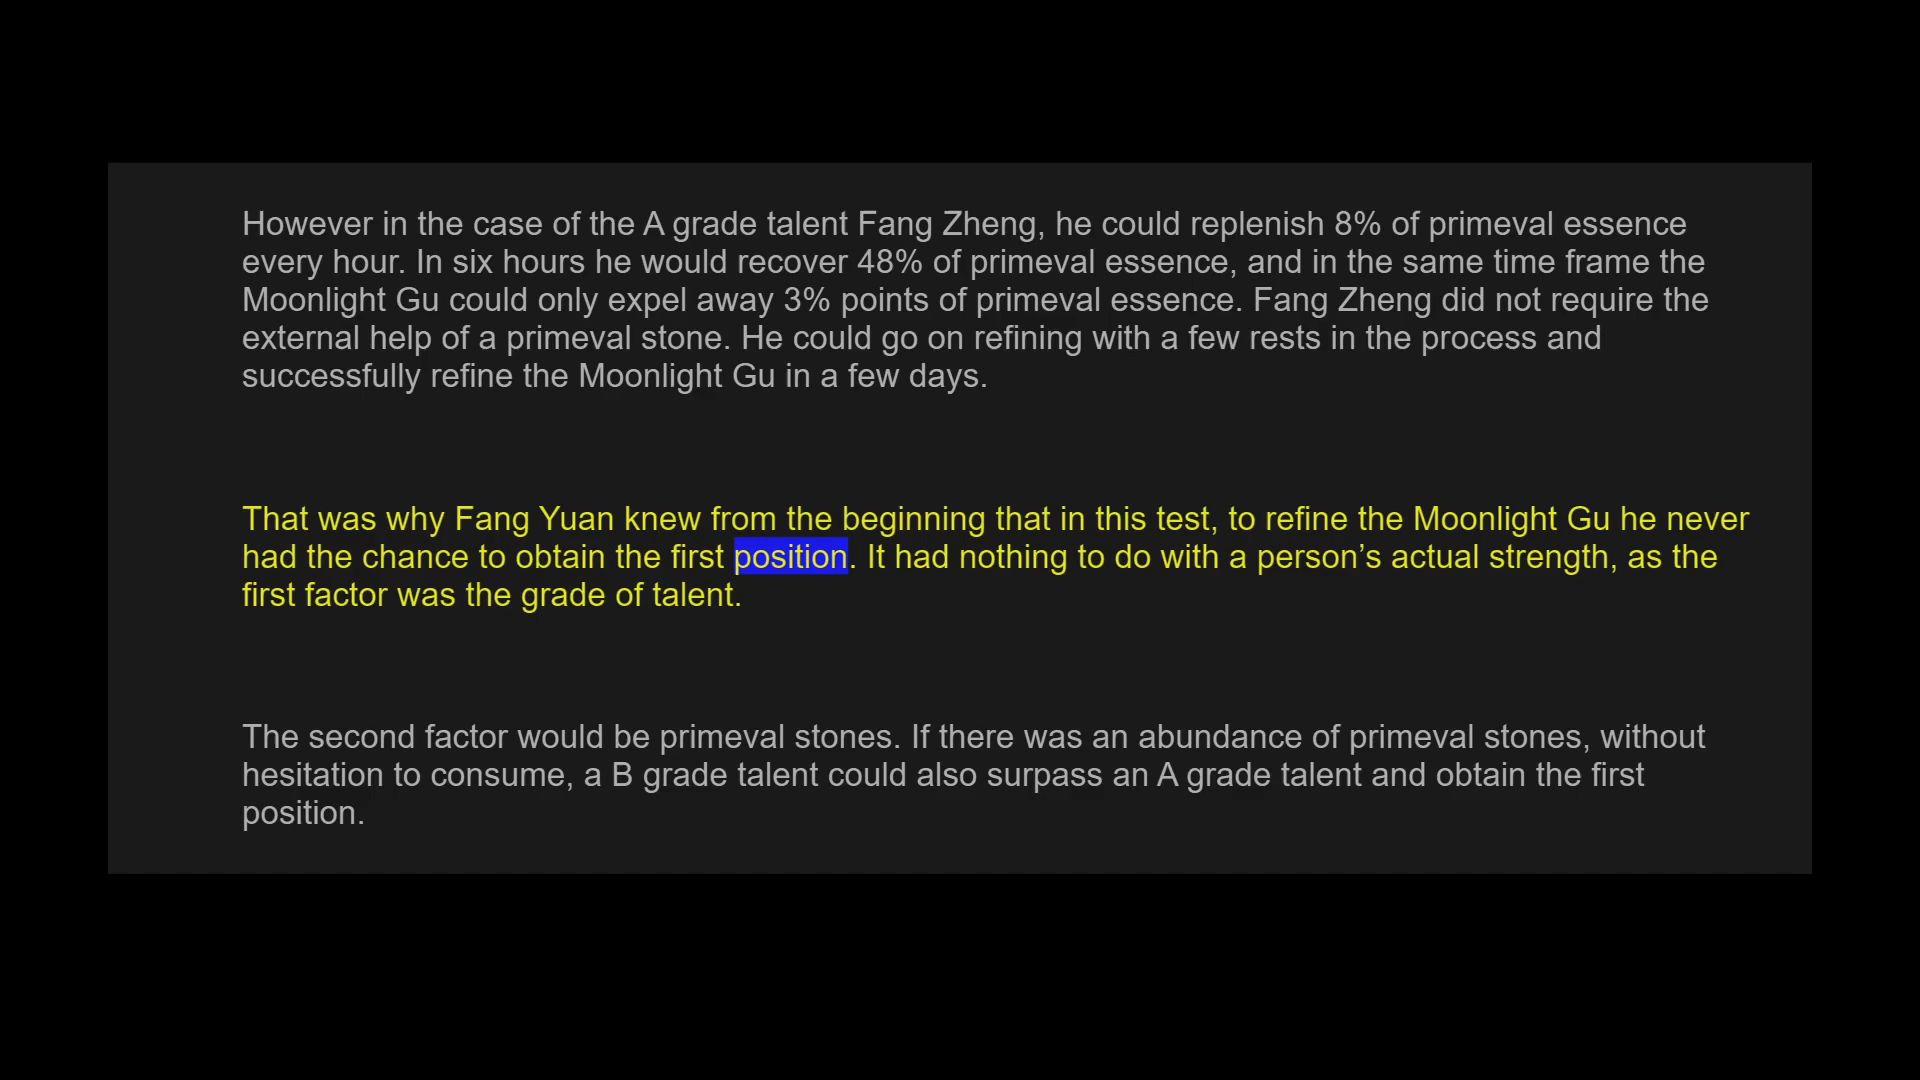 However in the case of the A grade talent Fang Zheng, he could replenish 8% of primeval essence
every hour. In six hours he would recover 48% of primeval essence, and in the same time frame the
Moonlight Gu could only expel away 3% points of primeval essence. Fang Zheng did not require the
external help of a primeval stone. He could go on refining with a few rests in the process and
successfully refine the Moonlight Gu in a few days.
That was why Fang Yuan knew from the beginning that in this test, to refine the Moonlight Gu he never
had the chance to obtain the first position. It had nothing to do with a person’s actual strength, as the
first factor was the grade of talent.
The second factor would be primeval stones. If there was an abundance of primeval stones, without
hesitation to consume, a B grade talent could also surpass an A grade talent and obtain the first
position.